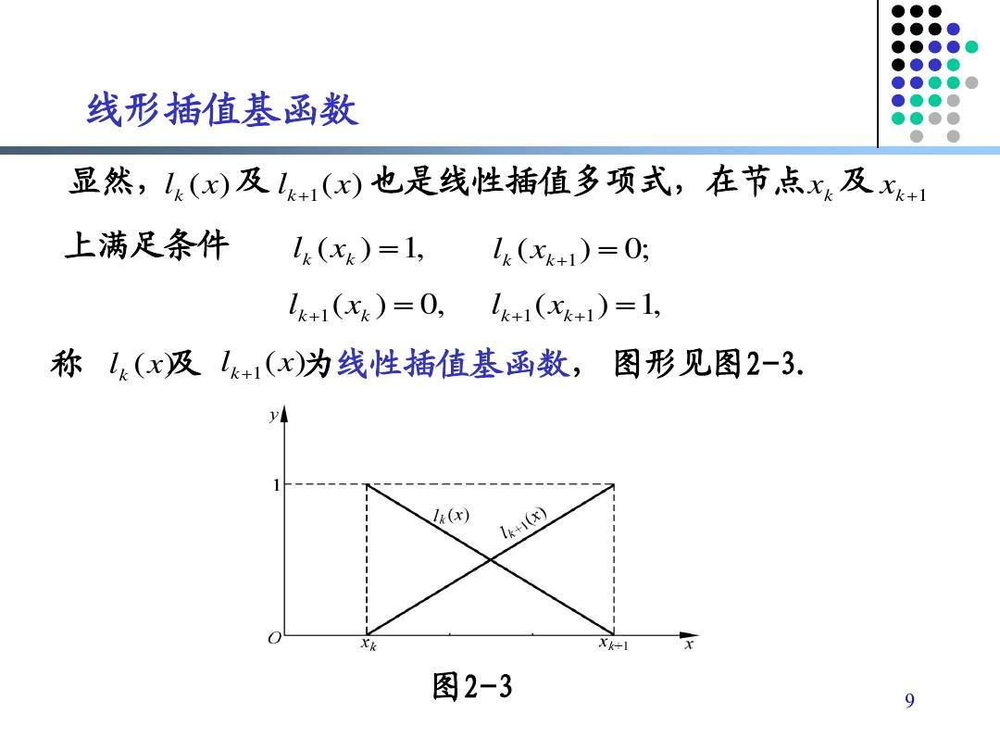 线形插值基函数
显然，l_k(x)及 l_{k+1}(x) 也是线性插值多项式，在节点x_k 及 x_{k+1}
上满足条件 l_k(x_k) = 1, l_k(x_{k+1}) = 0;
l_{k+1}(x_k) = 0, l_{k+1}(x_{k+1}) = 1,
称 l_k(x)及 l_{k+1}(x)为线性插值基函数， 图形见图2-3.
y
1
l_k(x) l_{k+1}(x)
O x_k x_{k+1} x
图2-3
9